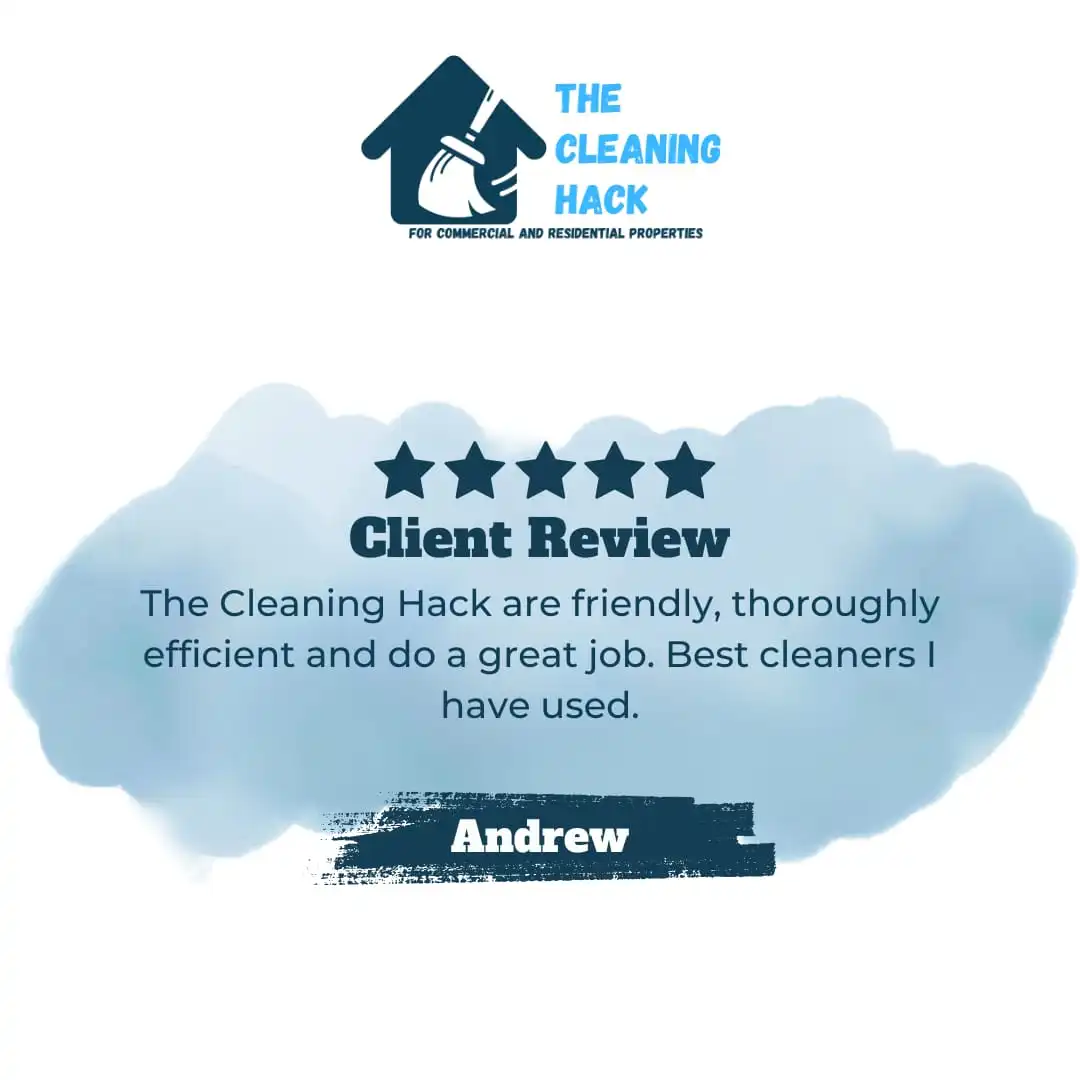 THE
CLEANING
HACK
FOR COMMERCIAL AND RESIDENTIAL PROPERTIES
Client Review
The Cleaning Hack are friendly, thoroughly
efficient and do a great job. Best cleaners I
have used.
Andrew